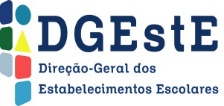 DGEstE
Direção-Geral dos
Estabelecimentos Escolares